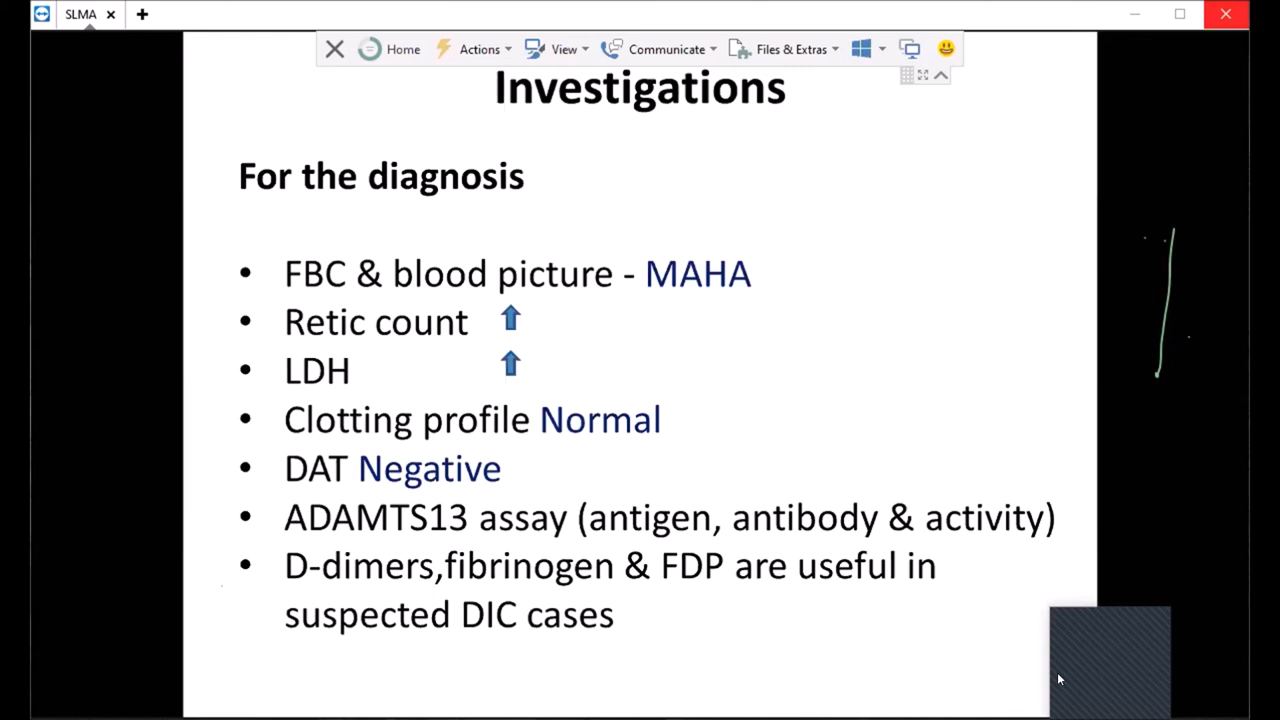 SLMA
Home Actions View Communicate Files & Extras
Investigations
For the diagnosis
• FBC & blood picture - MAHA
• Retic count
• LDH
• Clotting profile Normal
• DAT Negative
• ADAMTS13 assay (antigen, antibody & activity)
• D-dimers,fibrinogen & FDP are useful in
suspected DIC cases